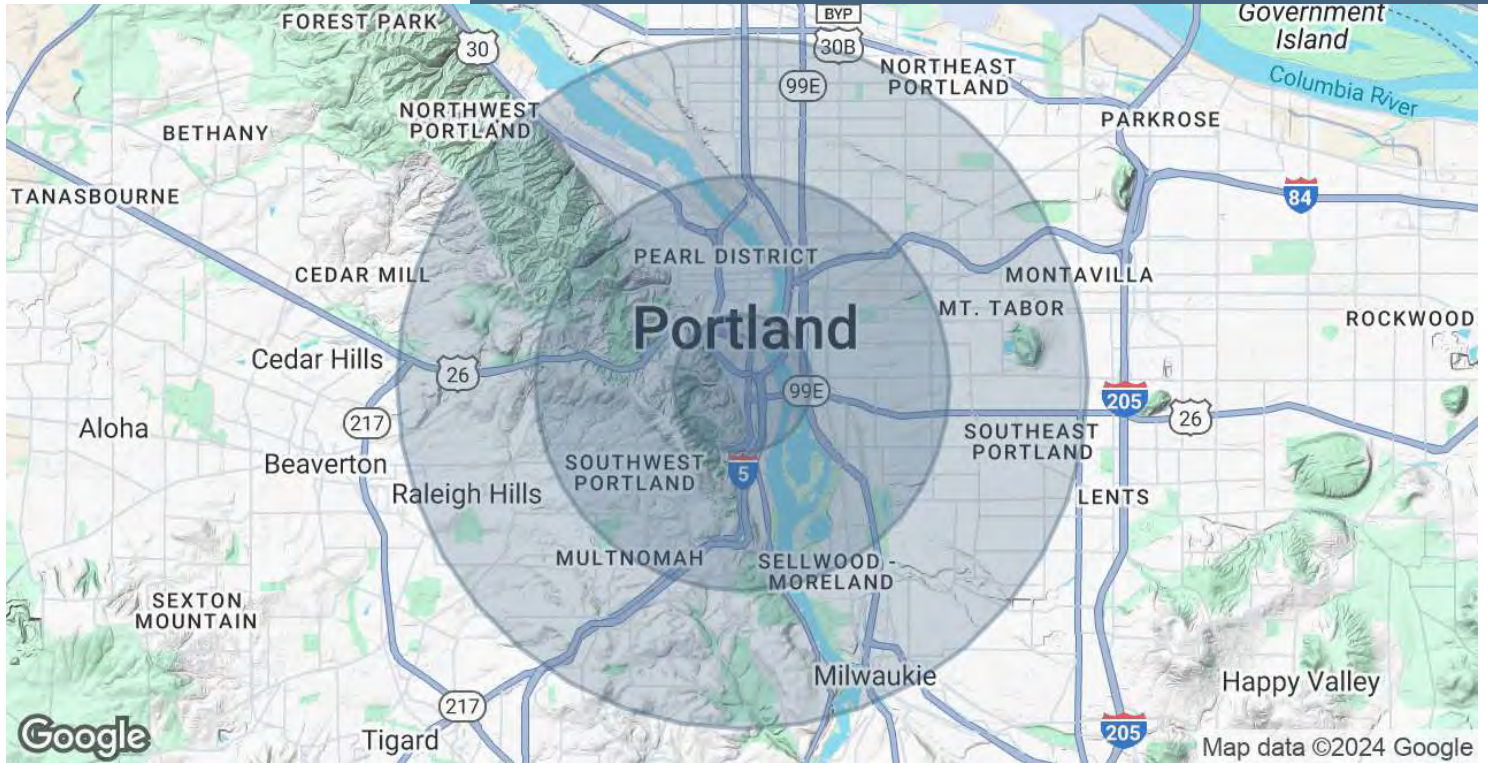 FOREST PARK
BYP
30B
Government
Island
30
NORTHEAST
PORTLAND
99E
Columbia River
NORTHWEST
PORTLAND
BETHANY
PARKROSE
TANASBOURNE
84
PEARL DISTRICT
CEDAR MILL
MONTAVILLA
MT. TABOR
Portland
ROCKWOOD
Cedar Hills
26
99E
205
26
217
Aloha
SOUTHEAST
PORTLAND
Beaverton
SOUTHWEST
PORTLAND
5
Raleigh Hills
LENTS
MULTNOMAH
SELLWOOD -
MORELAND
SEXTON
MOUNTAIN
Milwaukie
Happy Valley
217
Tigard
205
Google
Map data ©2024 Google